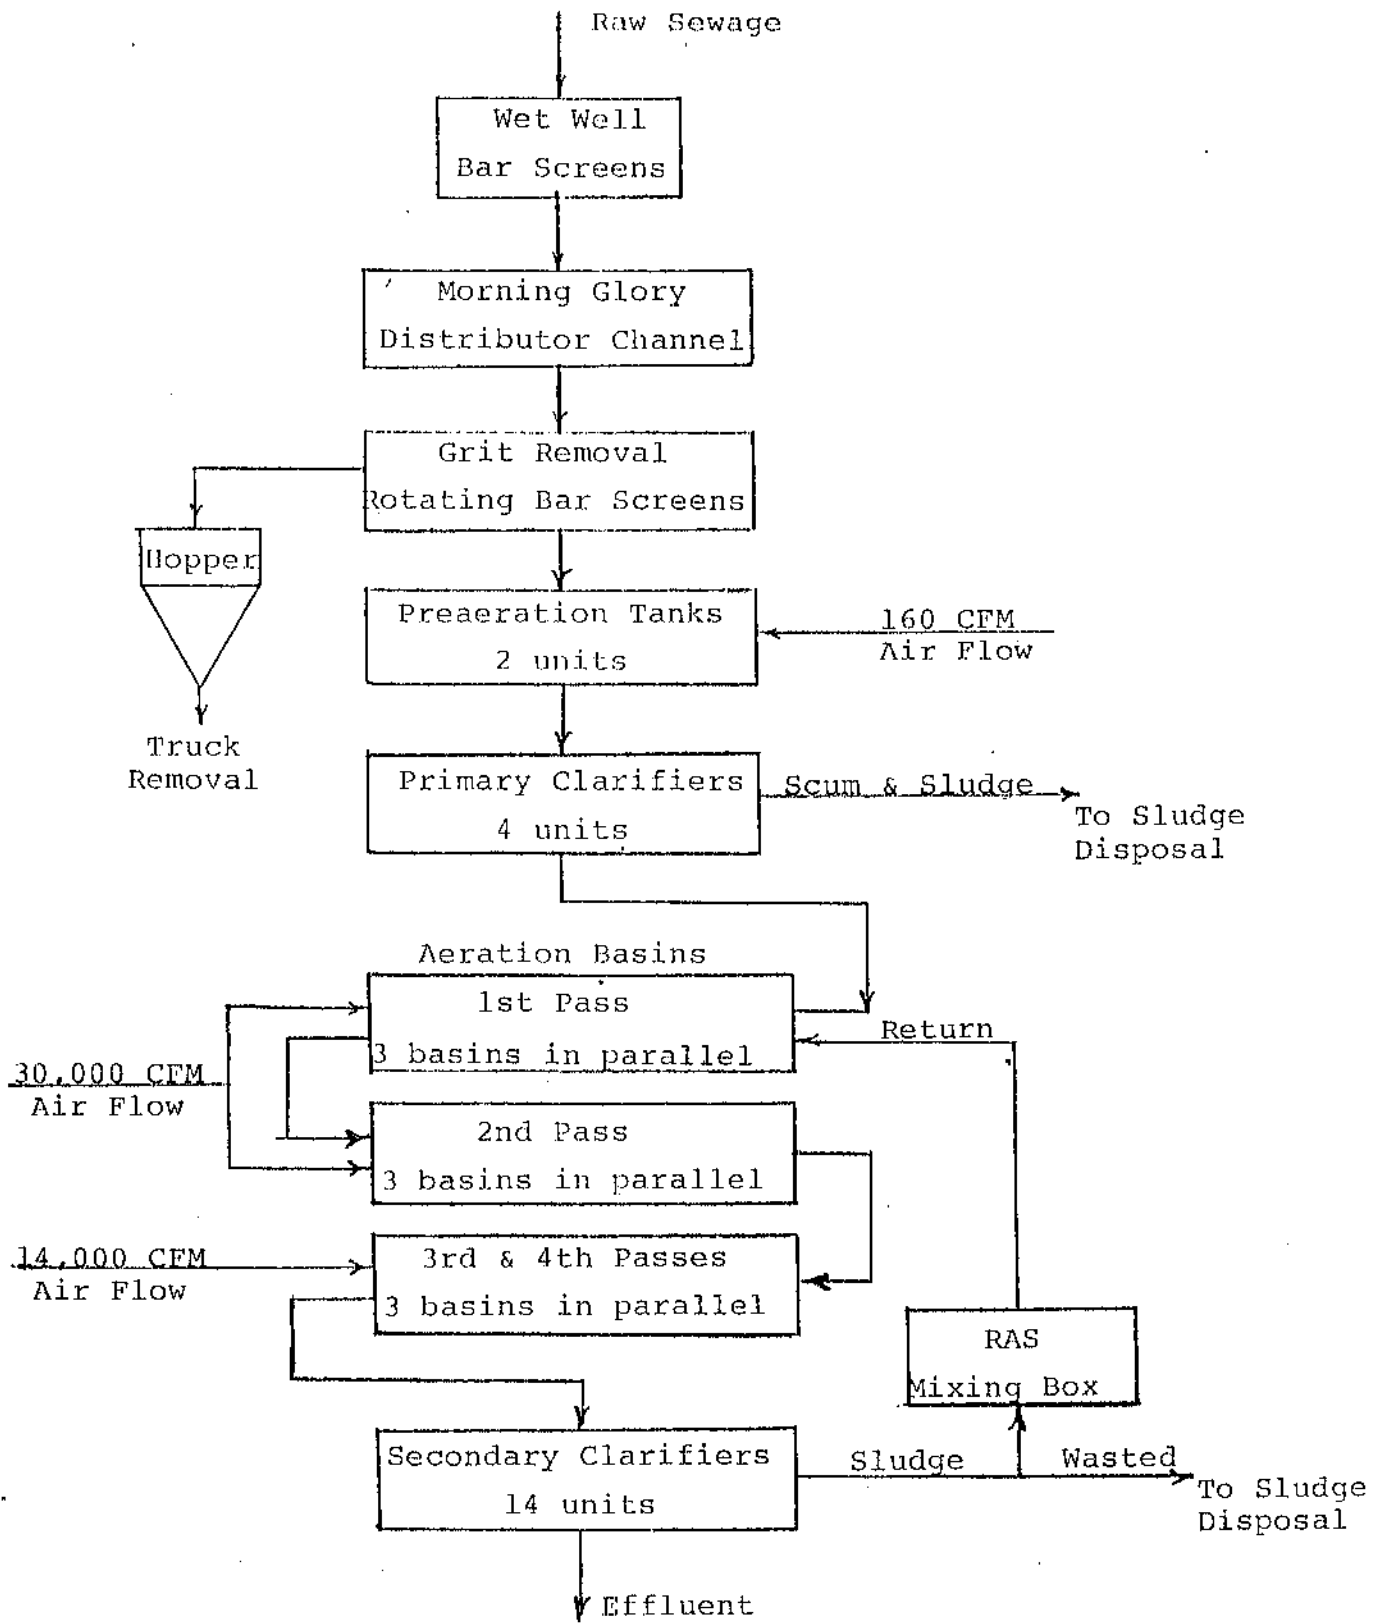 Raw Sewage
Wet Well
Bar Screens
Morning Glory
Distributor Channel
Grit Removal
Rotating Bar Screens
Hopper
Truck
Removal
Preaeration Tanks
2 units
160 CFM
Air Flow
Primary Clarifiers
4 units
Scum & Sludge
To Sludge
Disposal
Aeration Basins
1st Pass
3 basins in parallel
Return
30,000 CFM
Air Flow
2nd Pass
3 basins in parallel
14,000 CFM
Air Flow
3rd & 4th Passes
3 basins in parallel
RAS
Mixing Box
Secondary Clarifiers
14 units
Sludge
Wasted
To Sludge
Disposal
Effluent